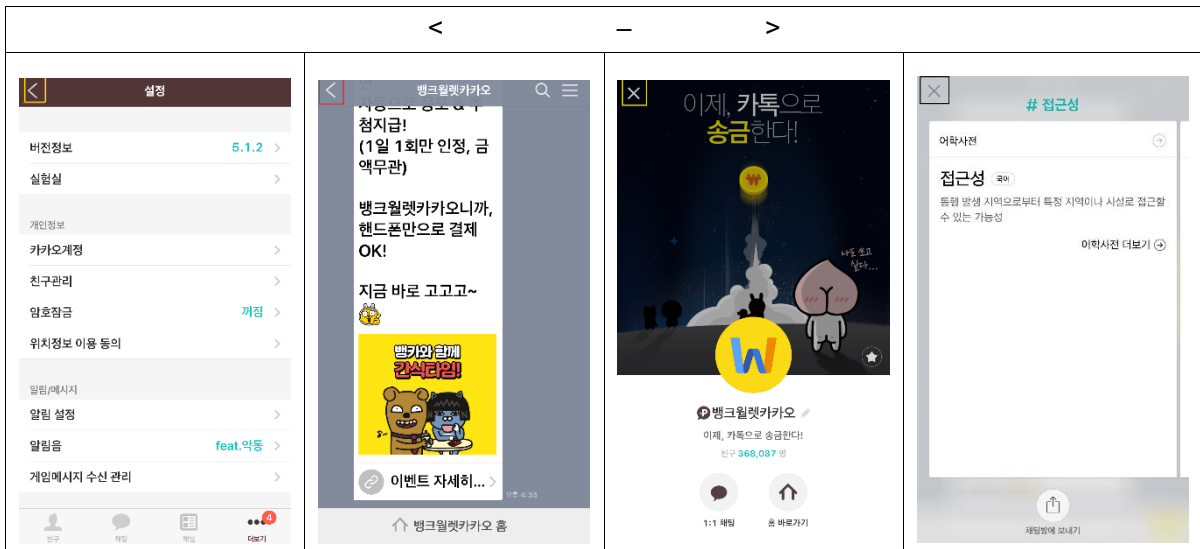 < – >
설정
버전정보 5.1.2
실험실
개인정보
카카오계정
친구관리
암호잠금 꺼짐
위치정보 이용 동의
알림/메시지
알림 설정
알림음 feat.악동
게임메시지 수신 관리
4
친구 채팅 채널 더보기
뱅크월렛카카오
첨지급!
(1일 1회만 인정, 금
액무관)
뱅크월렛카카오니까,
핸드폰만으로 결제
OK!
지금 바로 고고고~
뱅카와 함께
간식타임!
이벤트 자세히...
오후 4:35
뱅크월렛카카오 홈
이제, 카톡으로
송금한다!
나도 쏘고
싶다...
뱅크월렛카카오
이제, 카톡으로 송금한다!
친구 368,087 명
1:1 채팅 홈 바로가기
# 접근성
어학사전
접근성 국어
통행 발생 지역으로부터 특정 지역이나 시설로 접근할
수 있는 가능성
어학사전 더보기
채팅방에 보내기